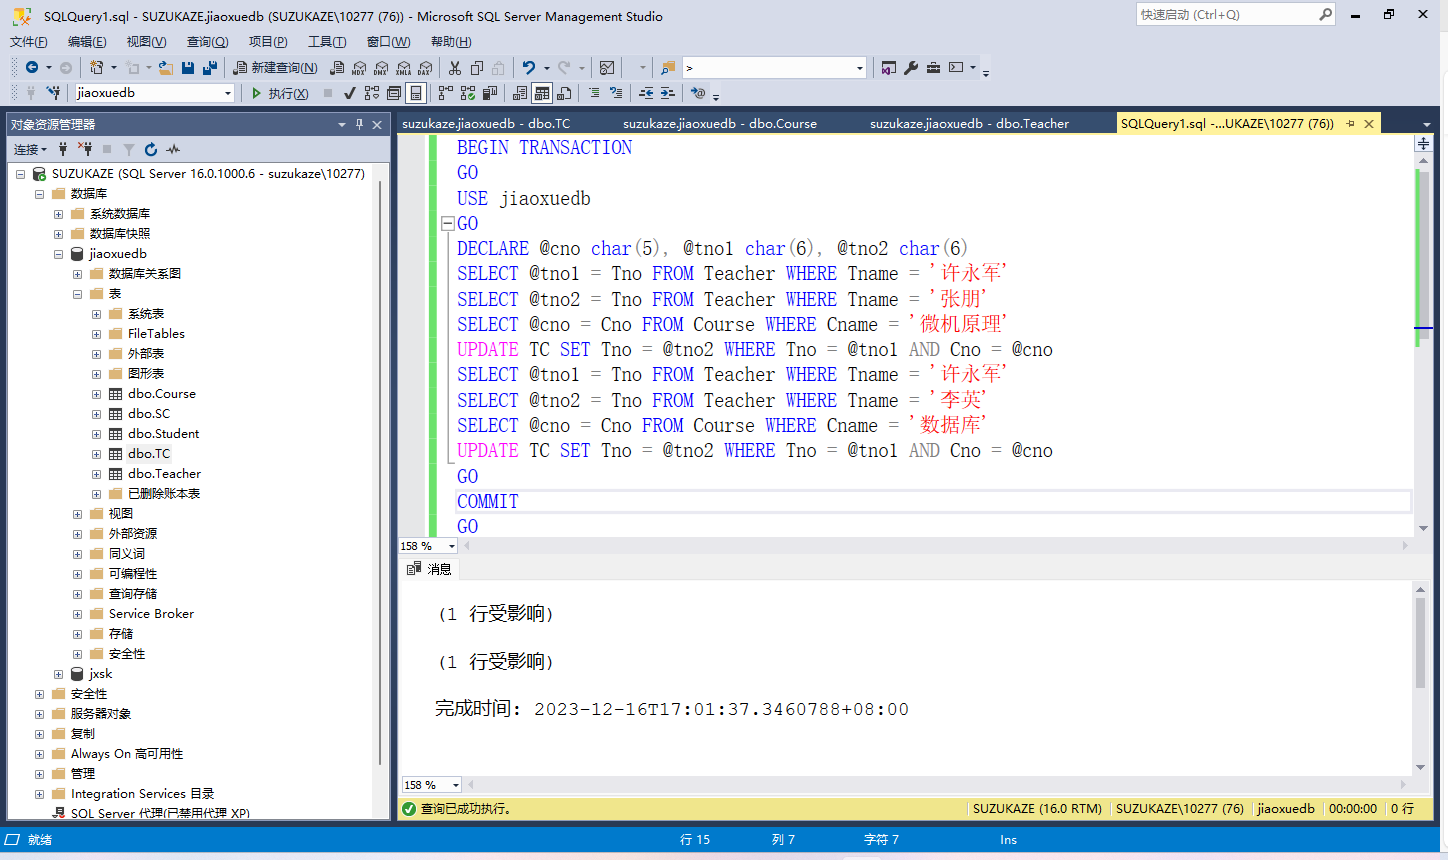 SQLQuery1.sql - SUZUKAZE.jiaoxuedb (SUZUKAZE\10277 (76)) - Microsoft SQL Server Management Studio
快速启动 (Ctrl+Q)
文件(F) 编辑(E) 视图(V) 查询(Q) 项目(P) 工具(T) 窗口(W) 帮助(H)
新建查询(N) MDX DMX XMLA DAX >
jiaoxuedb 执行(X)
对象资源管理器
连接
SUZUKAZE (SQL Server 16.0.1000.6 - suzukaze\10277)
数据库
系统数据库
数据库快照
jiaoxuedb
数据库关系图
表
系统表
FileTables
外部表
图形表
dbo.Course
dbo.SC
dbo.Student
dbo.TC
dbo.Teacher
已删除账本表
视图
外部资源
同义词
可编程性
查询存储
Service Broker
存储
安全性
jxsk
安全性
服务器对象
复制
Always On 高可用性
管理
Integration Services 目录
SQL Server 代理(已禁用代理 XP)
suzukaze.jiaoxuedb - dbo.TC suzukaze.jiaoxuedb - dbo.Course suzukaze.jiaoxuedb - dbo.Teacher SQLQuery1.sql -...UKAZE\10277 (76))
BEGIN TRANSACTION
GO
USE jiaoxuedb
GO
DECLARE @cno char(5), @tno1 char(6), @tno2 char(6)
SELECT @tno1 = Tno FROM Teacher WHERE Tname = '许永军'
SELECT @tno2 = Tno FROM Teacher WHERE Tname = '张朋'
SELECT @cno = Cno FROM Course WHERE Cname = '微机原理'
UPDATE TC SET Tno = @tno2 WHERE Tno = @tno1 AND Cno = @cno
SELECT @tno1 = Tno FROM Teacher WHERE Tname = '许永军'
SELECT @tno2 = Tno FROM Teacher WHERE Tname = '李英'
SELECT @cno = Cno FROM Course WHERE Cname = '数据库'
UPDATE TC SET Tno = @tno2 WHERE Tno = @tno1 AND Cno = @cno
GO
COMMIT
GO
158 %
消息
(1 行受影响)
(1 行受影响)
完成时间: 2023-12-16T17:01:37.3460788+08:00
158 %
查询已成功执行。 SUZUKAZE (16.0 RTM) SUZUKAZE\10277 (76) jiaoxuedb 00:00:00 0 行
就绪 行 15 列 7 字符 7 Ins